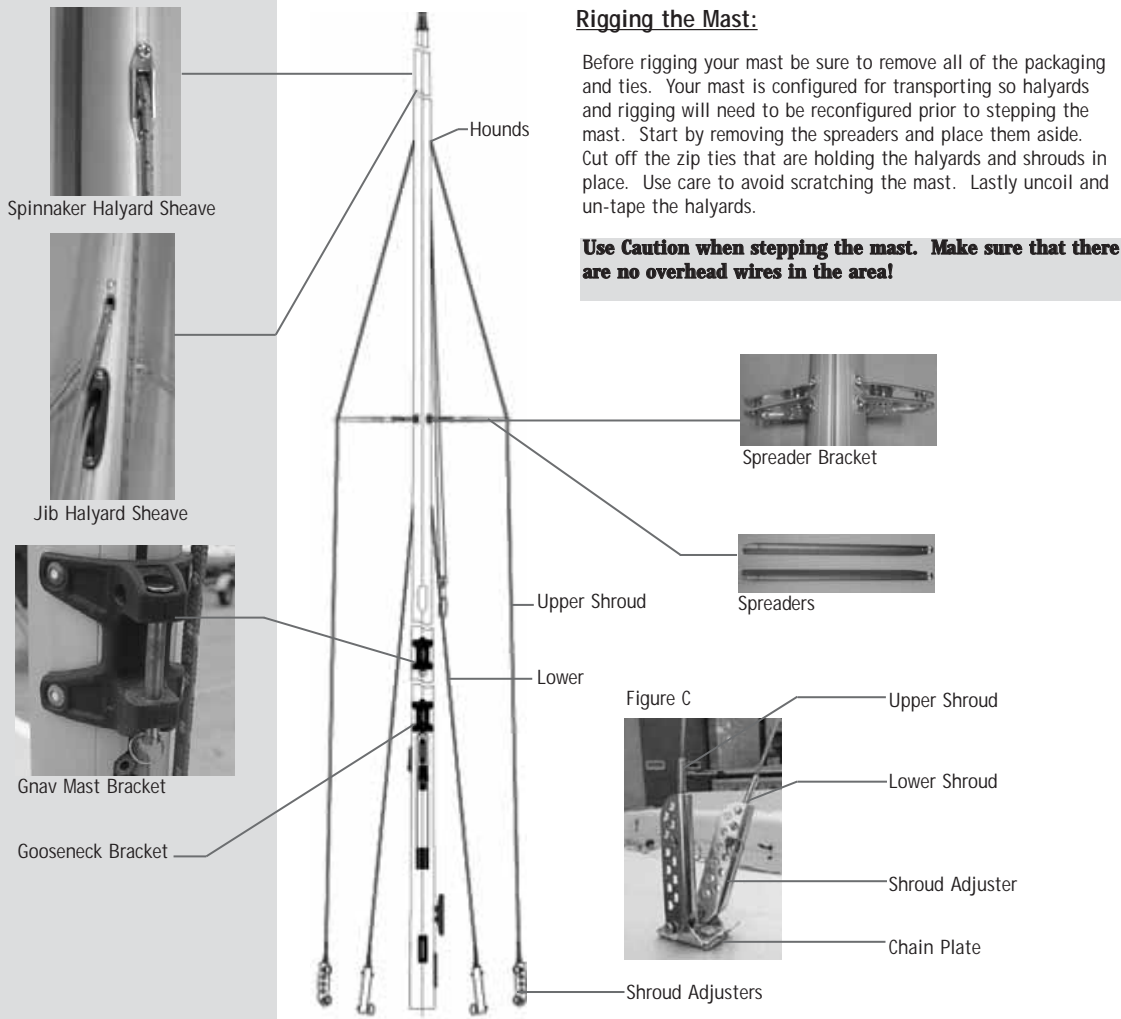 Rigging the Mast:
Before rigging your mast be sure to remove all of the packaging
and ties. Your mast is configured for transporting so halyards
and rigging will need to be reconfigured prior to stepping the
mast. Start by removing the spreaders and place them aside.
Cut off the zip ties that are holding the halyards and shrouds in
place. Use care to avoid scratching the mast. Lastly uncoil and
un-tape the halyards.
Use Caution when stepping the mast. Make sure that there
are no overhead wires in the area!
Spinnaker Halyard Sheave
Jib Halyard Sheave
Gnav Mast Bracket
Gooseneck Bracket
Hounds
Spreader Bracket
Spreaders
Upper Shroud
Lower
Figure C
Upper Shroud
Lower Shroud
Shroud Adjuster
Chain Plate
Shroud Adjusters